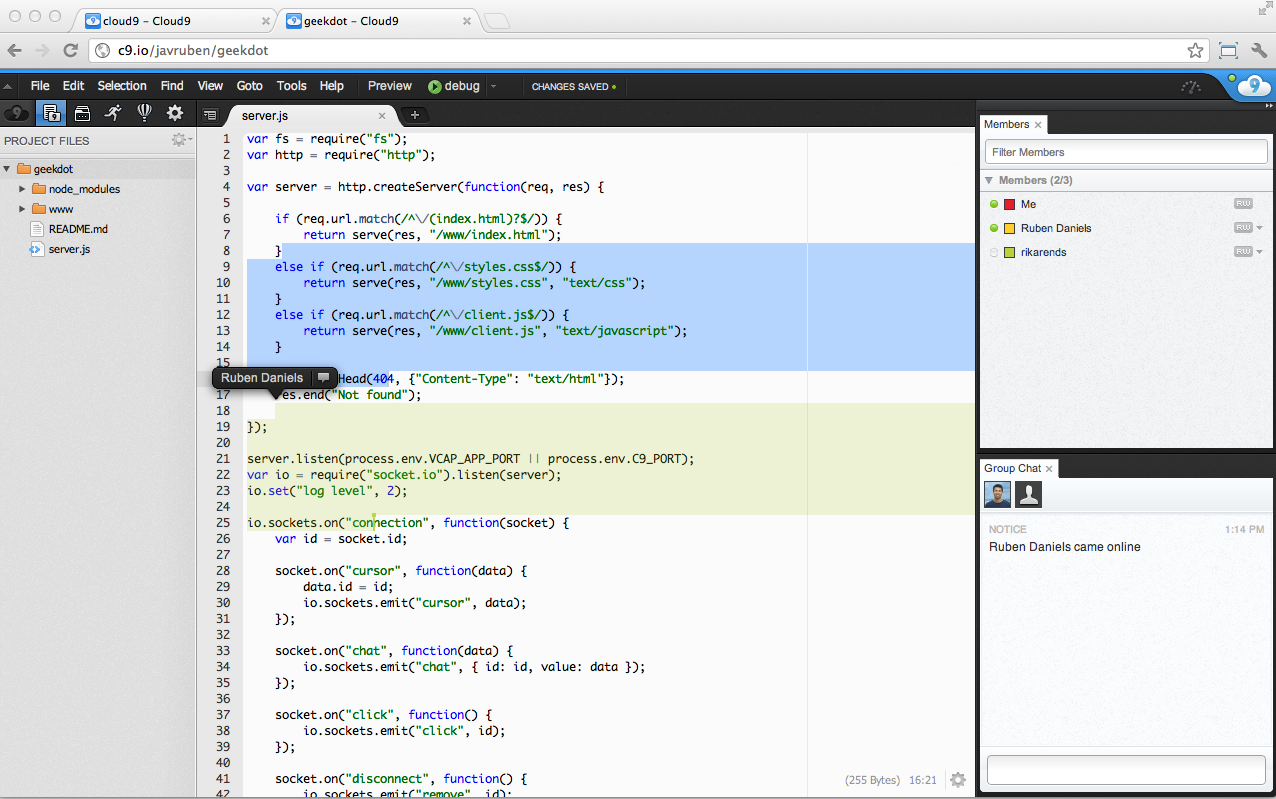 cloud9 – Cloud9
geekdot – Cloud9
c9.io/javruben/geekdot
File Edit Selection Find View Goto Tools Help Preview debug CHANGES SAVED
9
PROJECT FILES
geekdot
node_modules
www
README.md
server.js
server.js
1 var fs = require("fs");
2 var http = require("http");
3
4 var server = http.createServer(function(req, res) {
5
6 if (req.url.match(/^\/(index.html)?$/)) {
7 return serve(res, "/www/index.html");
8 }
9 else if (req.url.match(/^\/styles.css$/)) {
10 return serve(res, "/www/styles.css", "text/css");
11 }
12 else if (req.url.match(/^\/client.js$/)) {
13 return serve(res, "/www/client.js", "text/javascript");
14 }
15
Ruben Daniels
Head(404, {"Content-Type": "text/html"});
17 es.end("Not found");
18
19 });
20
21 server.listen(process.env.VCAP_APP_PORT || process.env.C9_PORT);
22 var io = require("socket.io").listen(server);
23 io.set("log level", 2);
24
25 io.sockets.on("connection", function(socket) {
26 var id = socket.id;
27
28 socket.on("cursor", function(data) {
29 data.id = id;
30 io.sockets.emit("cursor", data);
31 });
32
33 socket.on("chat", function(data) {
34 io.sockets.emit("chat", { id: id, value: data });
35 });
36
37 socket.on("click", function() {
38 io.sockets.emit("click", id);
39 });
40
41 socket.on("disconnect", function() {
42 io.sockets.emit("remove", id);
(255 Bytes) 16:21
Members
Filter Members
Members (2/3)
Me RW
Ruben Daniels RW
rikarends RW
Group Chat
NOTICE 1:14 PM
Ruben Daniels came online